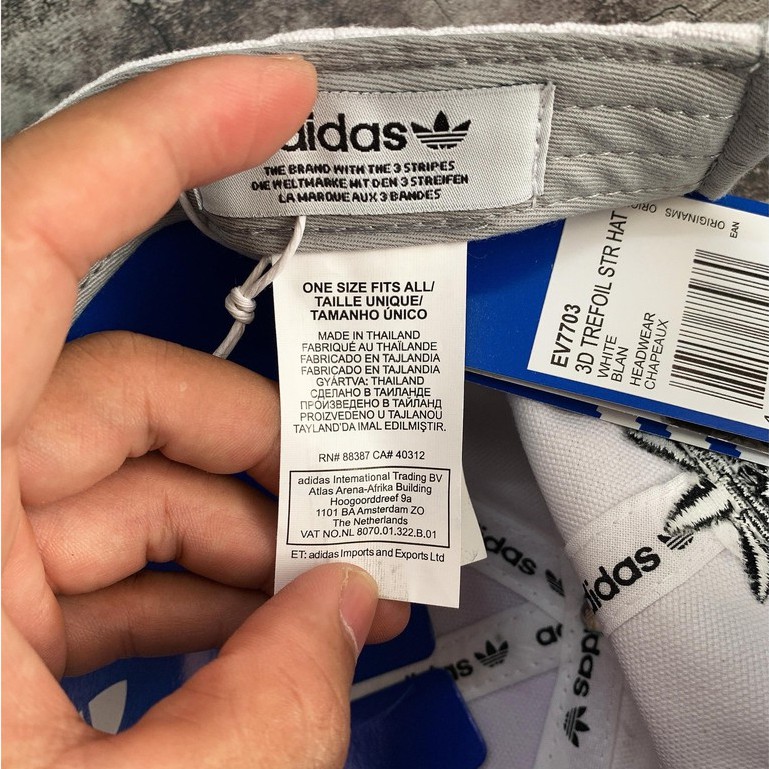 adidas
THE BRAND WITH THE 3 STRIPES
DIE WELTMARKE MIT DEN 3 STREIFEN
LA MARQUE AUX 3 BANDES
ONE SIZE FITS ALL/
TAILLE UNIQUE/
TAMANHO ÚNICO
MADE IN THAILAND
FABRIQUÉ AU THAÏLANDE
FABRICADO EN TAJLANDIA
FABRICADO EN TAJLANDIA
GYÁRTVA: THAILAND
СДЕЛАНО В ТАИЛАНДЕ
ПРОИЗВЕДЕНО В ТАЙЛАНД
PROIZVEDENO U TAJLANOU
TAYLAND'DA IMAL EDILMIŞTIR.
RN# 88387 CA# 40312
adidas International Trading BV
Atlas Arena-Afrika Building
Hoogoorddreef 9a
1101 BA Amsterdam ZO
The Netherlands
VAT NO.NL 8070.01.322.B.01
ET: adidas Imports and Exports Ltd
EV7703
3D TREFOIL STR HAT
WHITE
BLAN
HEADWEAR
CHAPEAUX
ORIGINAMS ORIG
ORIGINAMS
EAN
adidas
adidas
adidas